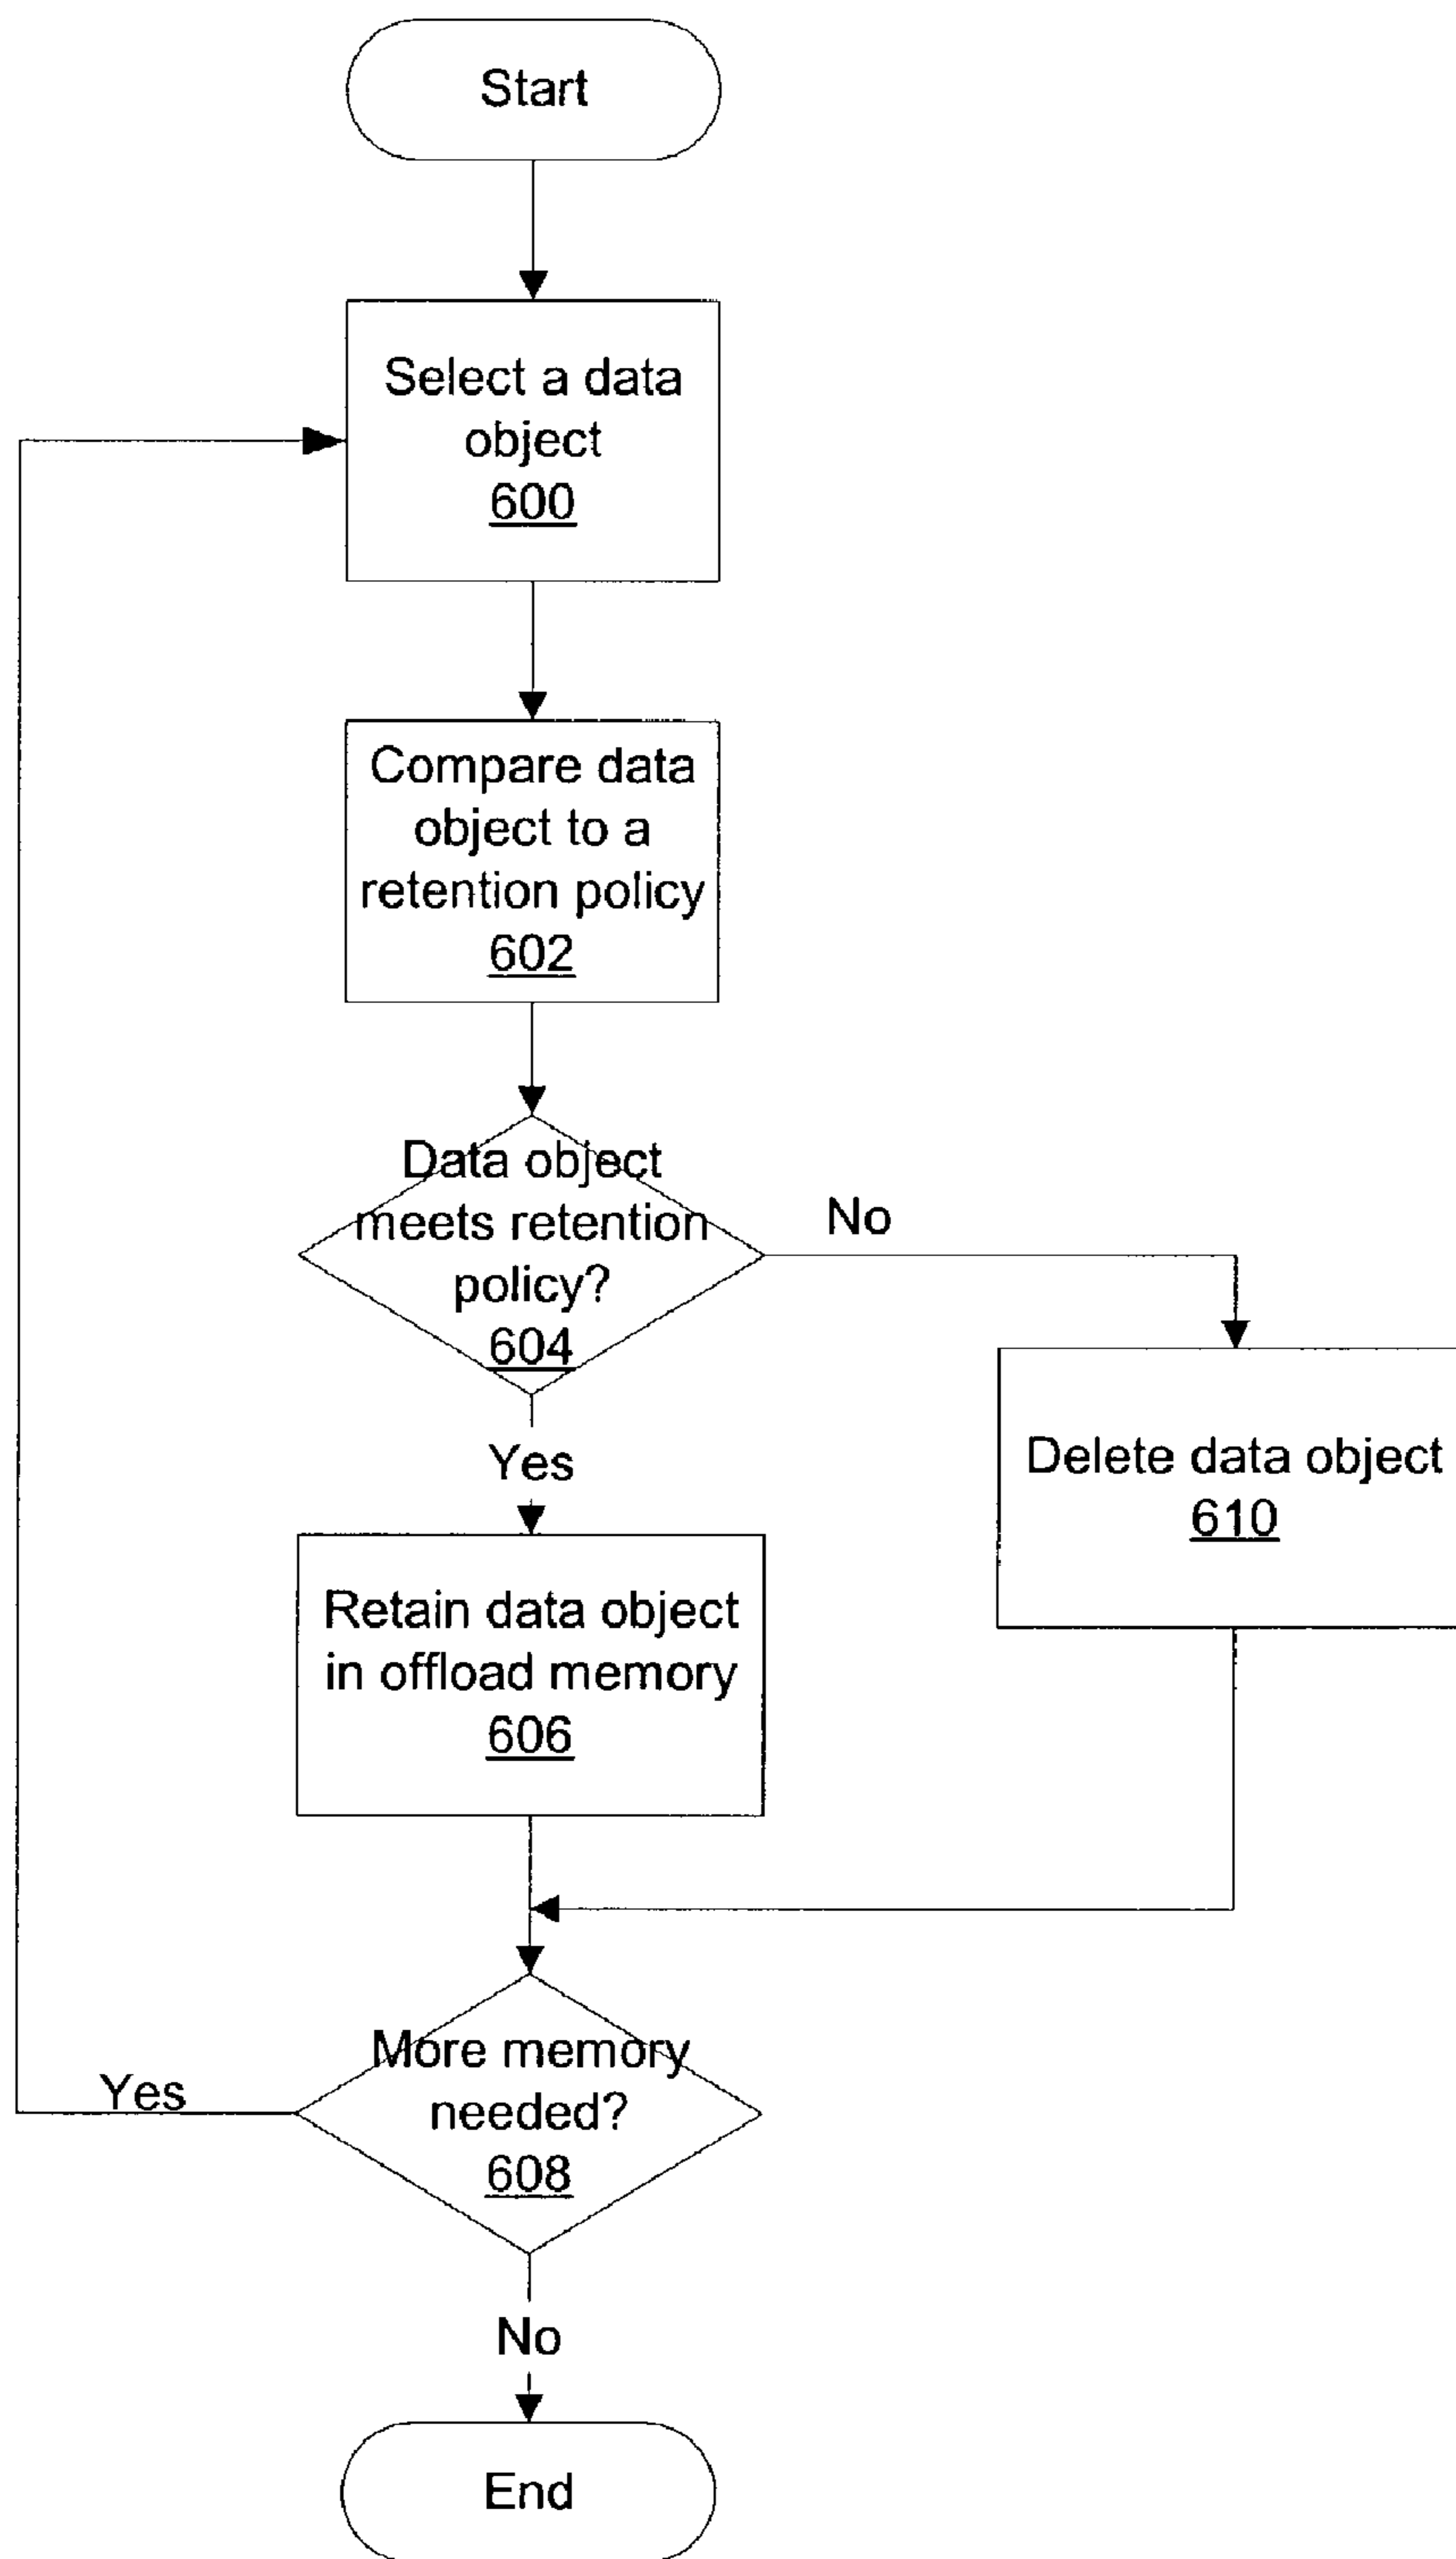 Start
Select a data
object
600
Compare data
object to a
retention policy
602
Data object
meets retention
policy?
604
No
Yes
Delete data object
610
Retain data object
in offload memory
606
More memory
needed?
608
Yes
No
End